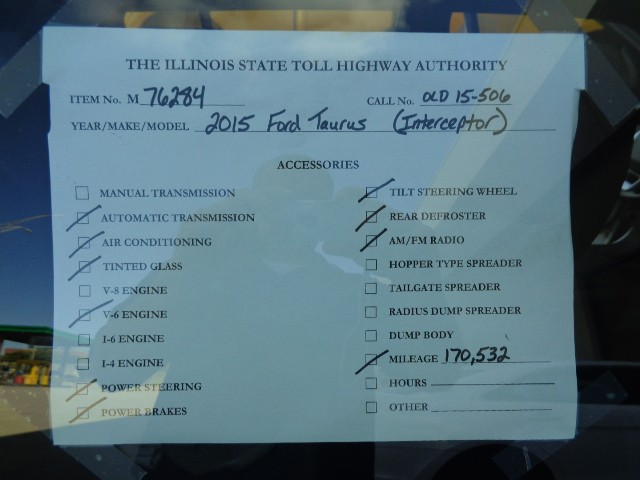 THE ILLINOIS STATE TOLL HIGHWAY AUTHORITY
ITEM No. M 76284 CALL No. OLD 15-506
YEAR/MAKE/MODEL 2015 Ford Taurus (Interceptor)
ACCESSORIES
MANUAL TRANSMISSION
AUTOMATIC TRANSMISSION
AIR CONDITIONING
TINTED GLASS
V-8 ENGINE
V-6 ENGINE
I-6 ENGINE
I-4 ENGINE
POWER STEERING
POWER BRAKES
TILT STEERING WHEEL
REAR DEFROSTER
AM/FM RADIO
HOPPER TYPE SPREADER
TAILGATE SPREADER
RADIUS DUMP SPREADER
DUMP BODY
MILEAGE 170,532
HOURS
OTHER